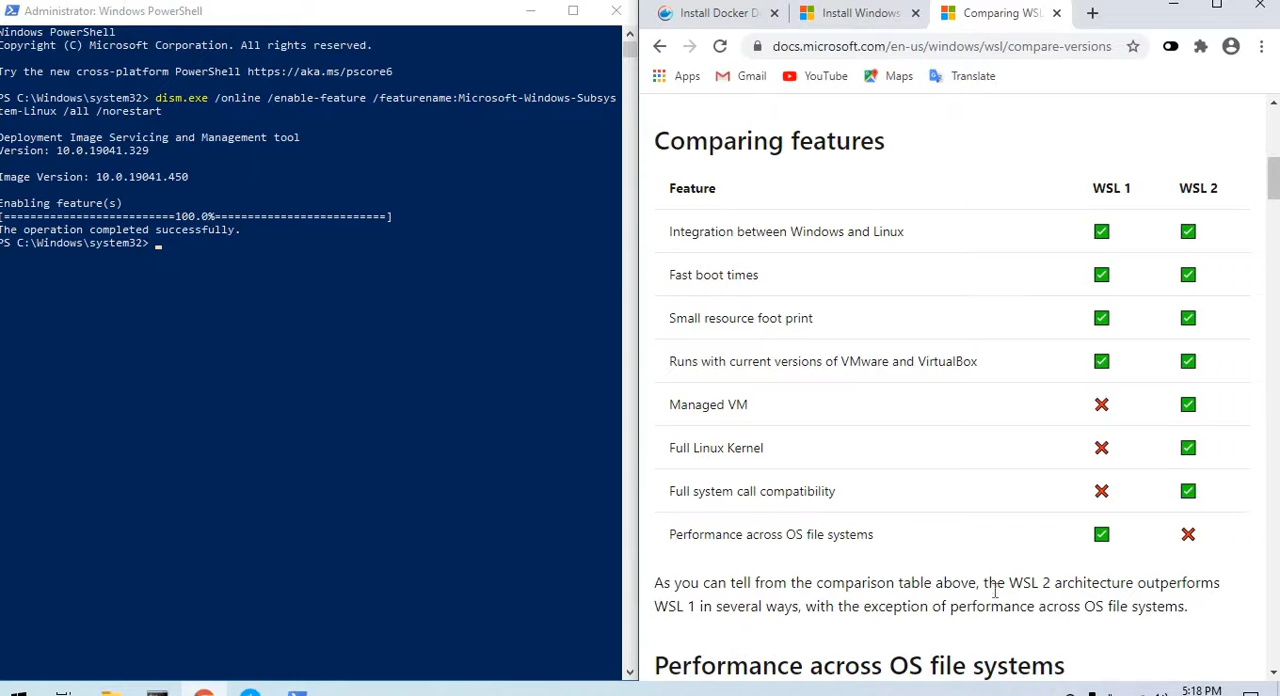 Administrator: Windows PowerShell
Windows PowerShell
Copyright (C) Microsoft Corporation. All rights reserved.
Try the new cross-platform PowerShell https://aka.ms/pscore6
PS C:\Windows\system32> dism.exe /online /enable-feature /featurename:Microsoft-Windows-Subsys
tem-Linux /all /norestart
Deployment Image Servicing and Management tool
Version: 10.0.19041.329
Image Version: 10.0.19041.450
Enabling feature(s)
[==========================100.0%==========================]
The operation completed successfully.
PS C:\Windows\system32>
Install Docker D
Install Windows
Comparing WSL
docs.microsoft.com/en-us/windows/wsl/compare-versions
Apps Gmail YouTube Maps Translate
Comparing features
Feature WSL 1 WSL 2
Integration between Windows and Linux ✅ ✅
Fast boot times ✅ ✅
Small resource foot print ✅ ✅
Runs with current versions of VMware and VirtualBox ✅ ✅
Managed VM ❌ ✅
Full Linux Kernel ❌ ✅
Full system call compatibility ❌ ✅
Performance across OS file systems ✅ ❌
As you can tell from the comparison table above, the WSL 2 architecture outperforms
WSL 1 in several ways, with the exception of performance across OS file systems.
Performance across OS file systems
5:18 PM